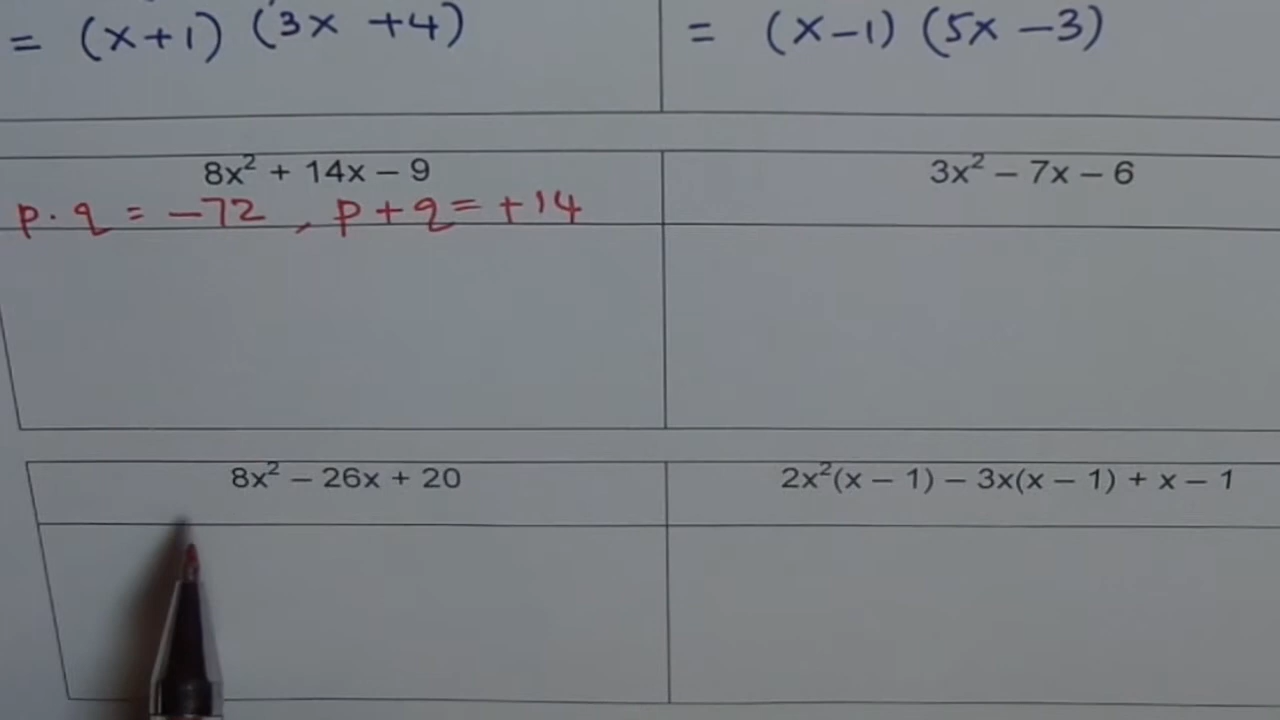 = (x+1) (3x +4)
= (x−1) (5x −3)
8x² + 14x − 9
p. q = −72 , p + q = +14
3x² − 7x − 6
8x² − 26x + 20
2x²(x − 1) − 3x(x − 1) + x − 1